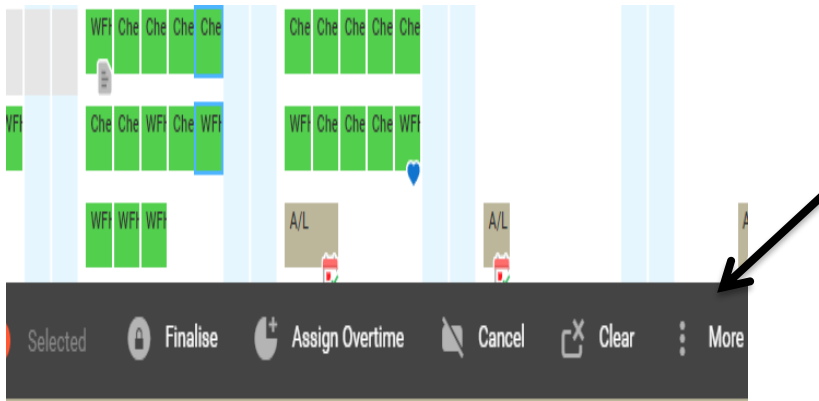 WFH Che Che Che Che Che Che Che Che Che
WFH Che Che WFH Che WFH WFH Che Che Che WFH
WFH WFH WFH A/L A/L A
Selected Finalise Assign Overtime Cancel Clear More